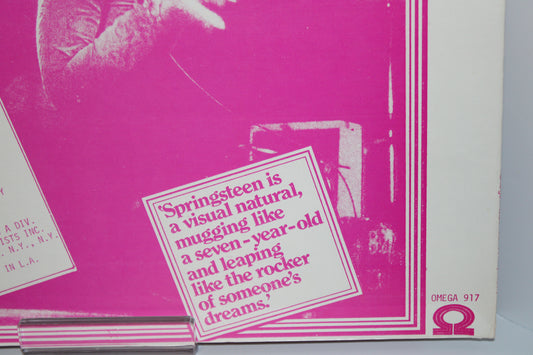 Y
A DIV.
ISTS INC.
N.Y., N.Y.
IN L.A.
'Springsteen is
a visual natural,
mugging like
a seven-year-old
and leaping
like the rocker
of someone's
dreams.'
OMEGA 917